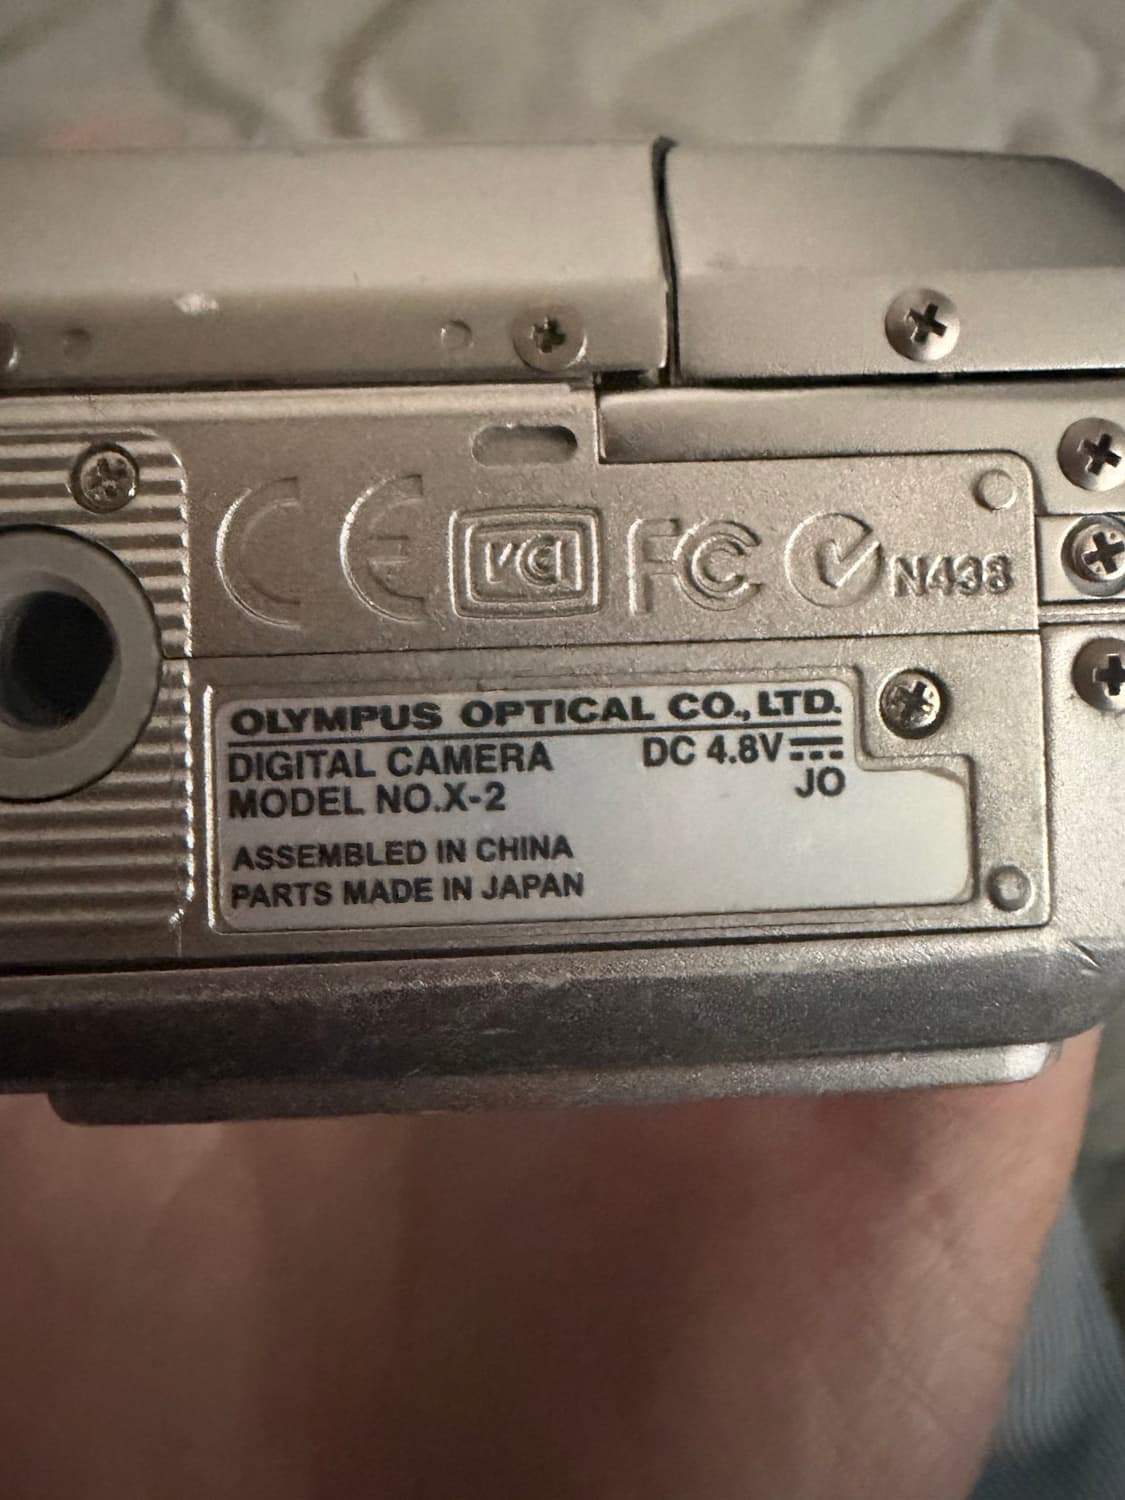 CE VCI FC N438
OLYMPUS OPTICAL CO., LTD.
DIGITAL CAMERA DC 4.8V
MODEL NO.X-2 JO
ASSEMBLED IN CHINA
PARTS MADE IN JAPAN